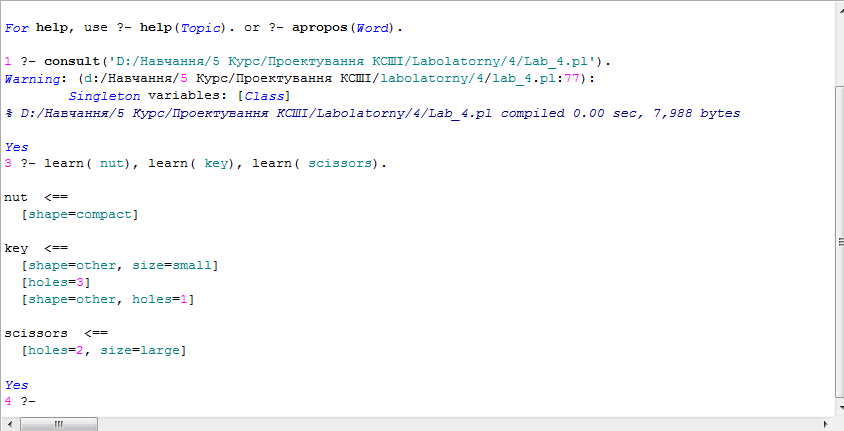 For help, use ?- help(Topic). or ?- apropos(Word).
1 ?- consult('D:/Навчання/5 Курс/Проектування КСШІ/Labolatorny/4/Lab_4.pl').
Warning: (d:/Навчання/5 Курс/Проектування КСШІ/labolatorny/4/lab_4.pl:77):
Singleton variables: [Class]
% D:/Навчання/5 Курс/Проектування КСШІ/Labolatorny/4/Lab_4.pl compiled 0.00 sec, 7,988 bytes
Yes
3 ?- learn( nut), learn( key), learn( scissors).
nut  <==
[shape=compact]
key  <==
[shape=other, size=small]
[holes=3]
[shape=other, holes=1]
scissors  <==
[holes=2, size=large]
Yes
4 ?-